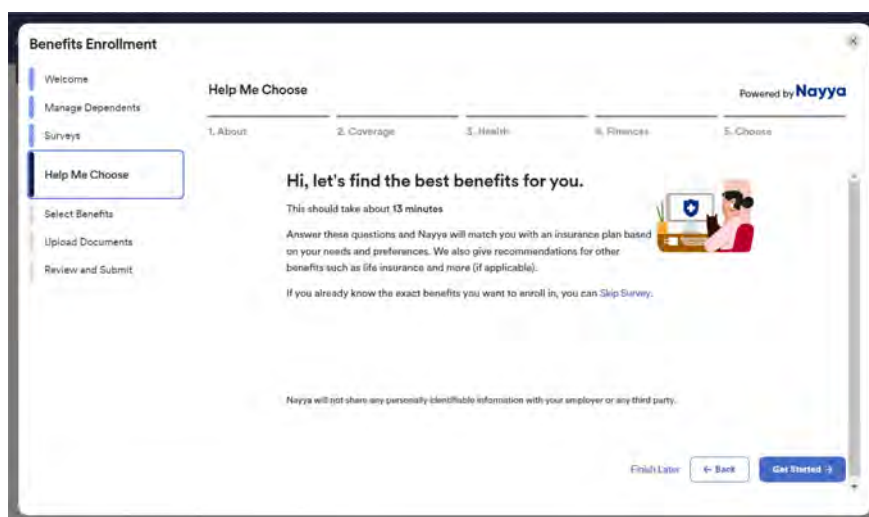 Benefits Enrollment
Welcome
Manage Dependents
Surveys
Help Me Choose
Select Benefits
Upload Documents
Review and Submit
Help Me Choose
Powered by Nayya
1. About
2. Coverage
3. Health
4. Finances
5. Choose
Hi, let's find the best benefits for you.
This should take about 13 minutes
Answer these questions and Nayya will match you with an insurance plan based
on your needs and preferences. We also give recommendations for other
benefits such as life insurance and more (if applicable).
If you already know the exact benefits you want to enroll in, you can Skip Survey.
Nayya will not share any personally identifiable information with your employer or any third party.
Finish Later
← Back
Get Started →